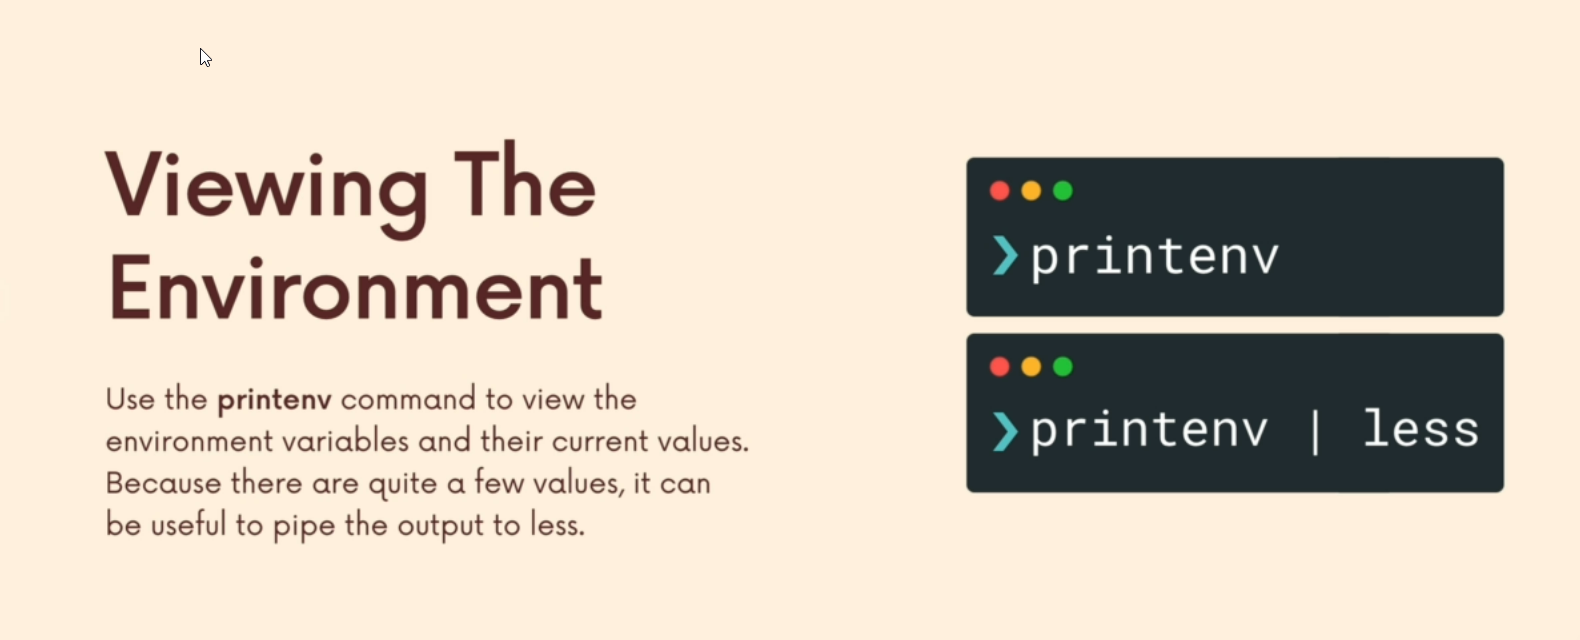 Viewing The
Environment
Use the printenv command to view the
environment variables and their current values.
Because there are quite a few values, it can
be useful to pipe the output to less.
❯printenv
❯printenv | less